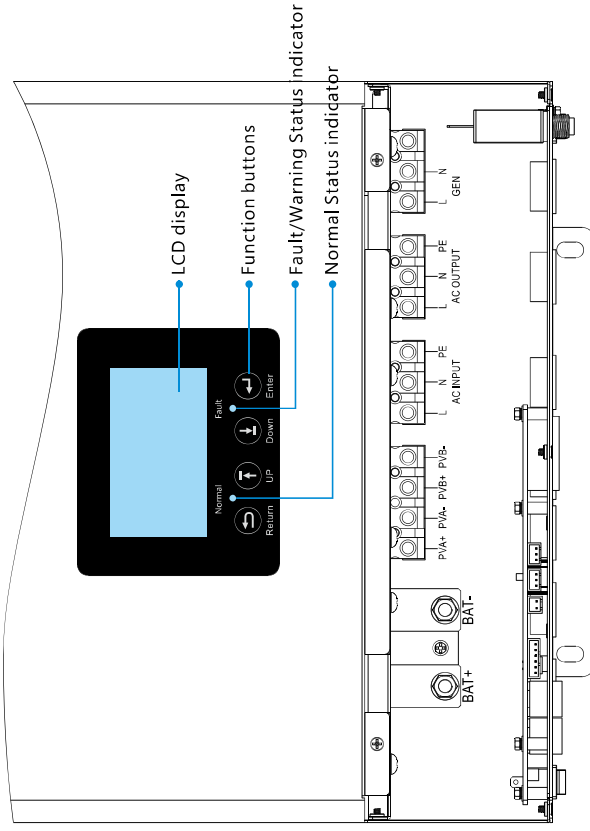 LCD display
Function buttons
Fault/Warning Status indicator
Normal Status indicator
Normal
Fault
Return
UP
Down
Enter
BAT+
BAT-
PVA+ PVA- PVB+ PVB-
L N PE
AC INPUT
L N PE
AC OUTPUT
L N
GEN